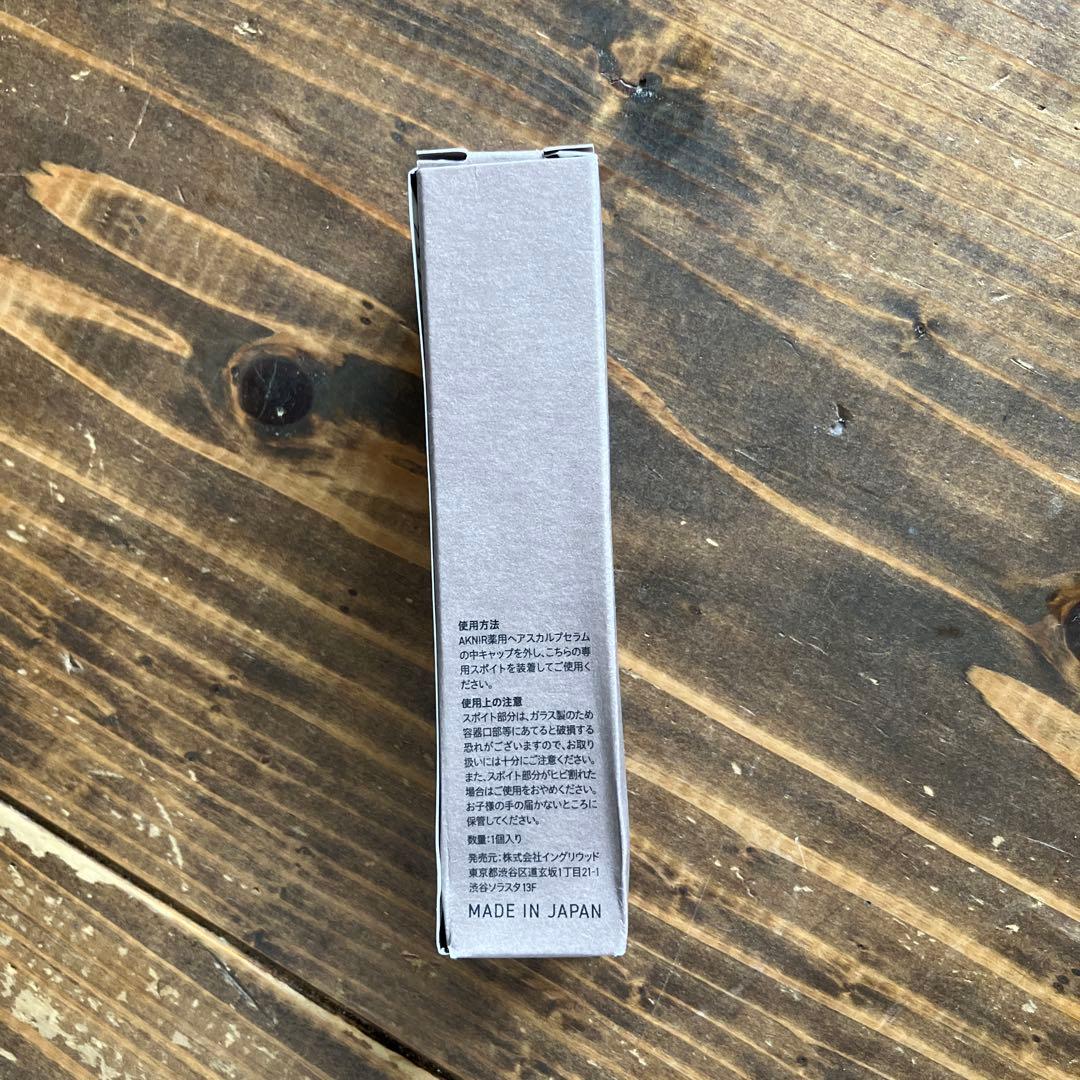 使用方法
AKNIR薬用ヘアスカルプセラム
の中キャップを外し、こちらの専
用スポイトを装着してご使用く
ださい。
使用上の注意
スポイト部分は、ガラス製のため
容器口部等にあてると破損する
恐れがございますので、お取り
扱いには十分にご注意ください。
また、スポイト部分がヒビ割れた
場合はご使用をおやめください。
お子様の手の届かないところに
保管してください。
数量:1個入り
発売元:株式会社イングリウッド
東京都渋谷区道玄坂1丁目21-1
渋谷ソラスタ13F
MADE IN JAPAN